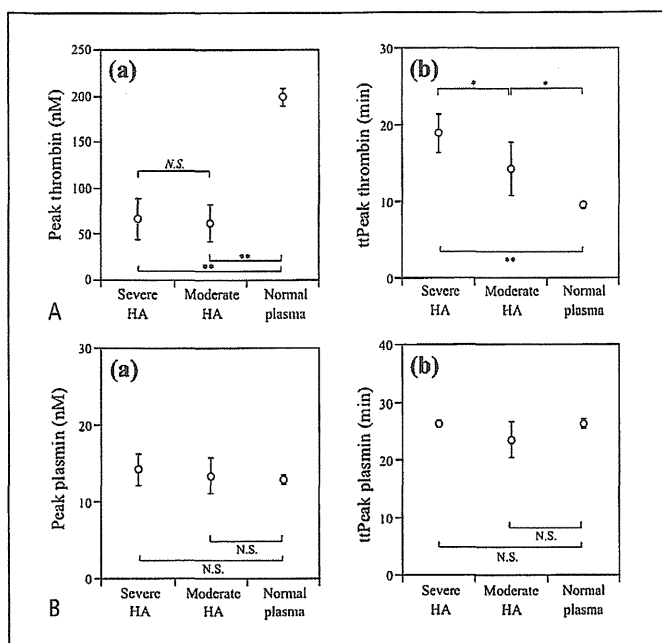 (a)
250
200
150
100
50
0
Peak thrombin (nM)
N.S.
**
**
Severe HA
Moderate HA
Normal plasma
A
(b)
30
20
10
0
ttPeak thrombin (min)
*
*
**
Severe HA
Moderate HA
Normal plasma
(a)
30
20
10
0
Peak plasmin (nM)
N.S.
N.S.
Severe HA
Moderate HA
Normal plasma
B
(b)
40
30
20
10
0
ttPeak plasmin (min)
N.S.
N.S.
Severe HA
Moderate HA
Normal plasma